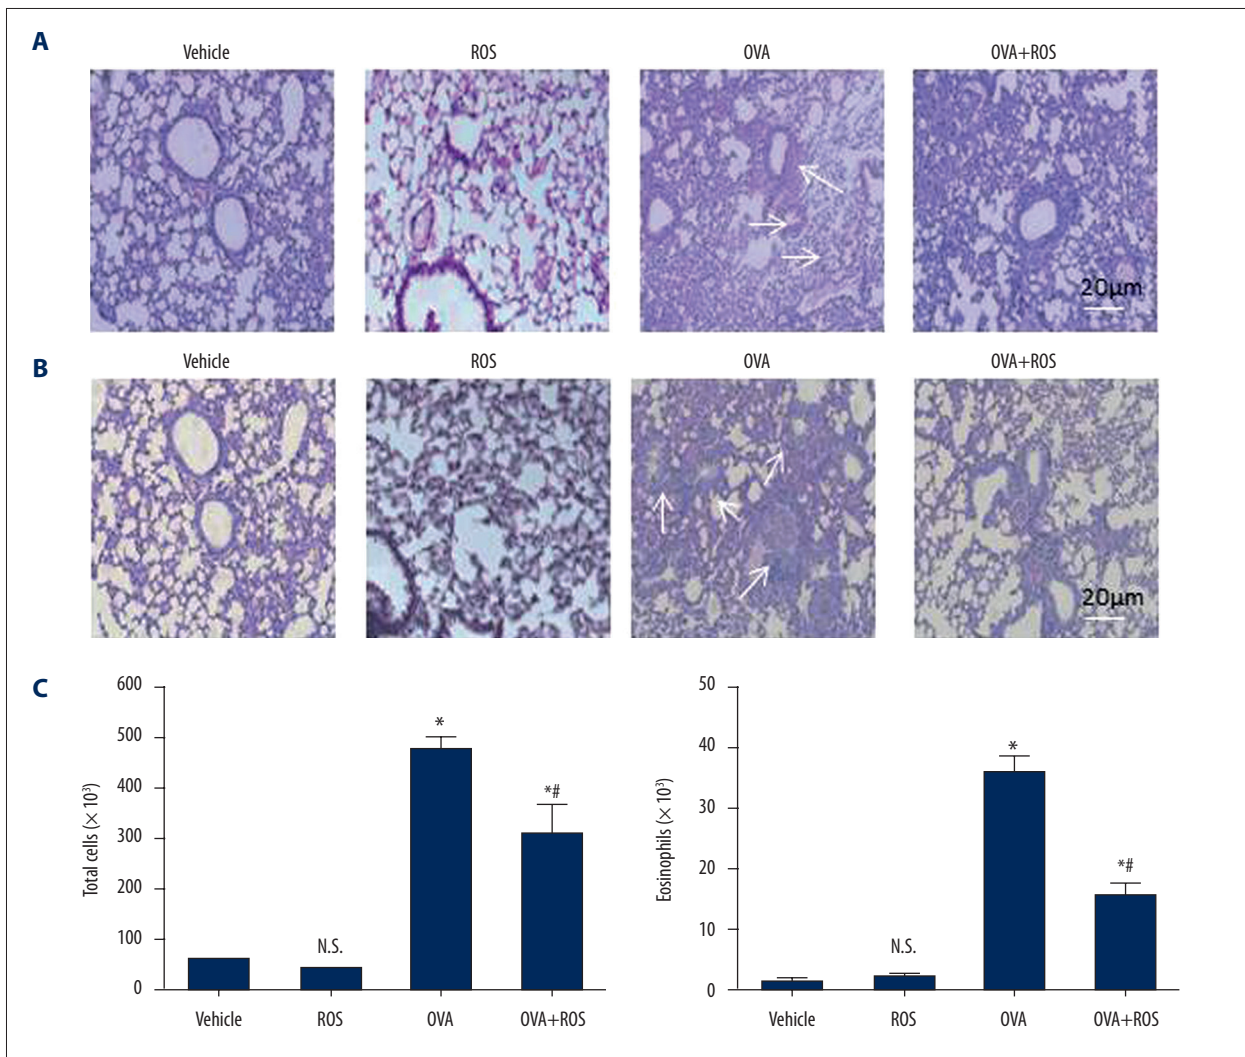 A
Vehicle
ROS
OVA
OVA+ROS
20μm
B
Vehicle
ROS
OVA
OVA+ROS
20μm
C
Total cells (× 10³)
600
500
400
300
200
100
0
N.S.
*
*#
Vehicle
ROS
OVA
OVA+ROS
Eosinophils (× 10³)
50
40
30
20
10
0
N.S.
*
*#
Vehicle
ROS
OVA
OVA+ROS